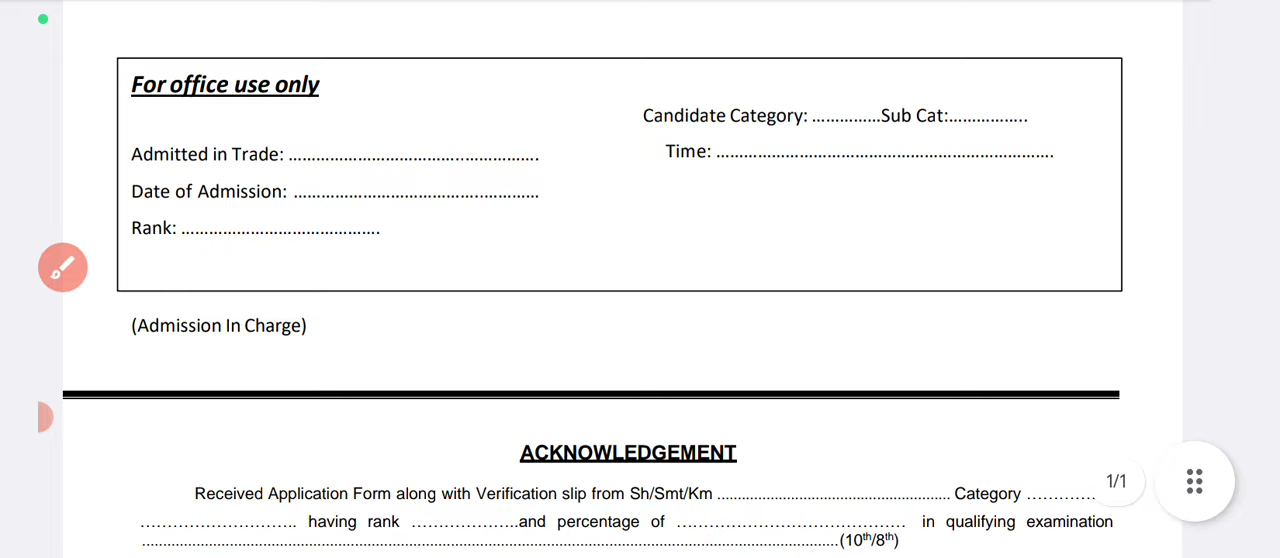 For office use only
Candidate Category: ..............Sub Cat:.................
Admitted in Trade: ......................................................
Time: .........................................................................
Date of Admission: .....................................................
Rank: ...........................................
(Admission In Charge)
ACKNOWLEDGEMENT
Received Application Form along with Verification slip from Sh/Smt/Km .................................................... Category .............
1/1
............................. having rank .....................and percentage of .......................................... in qualifying examination
........................................................................................................................................................(10th/8th)